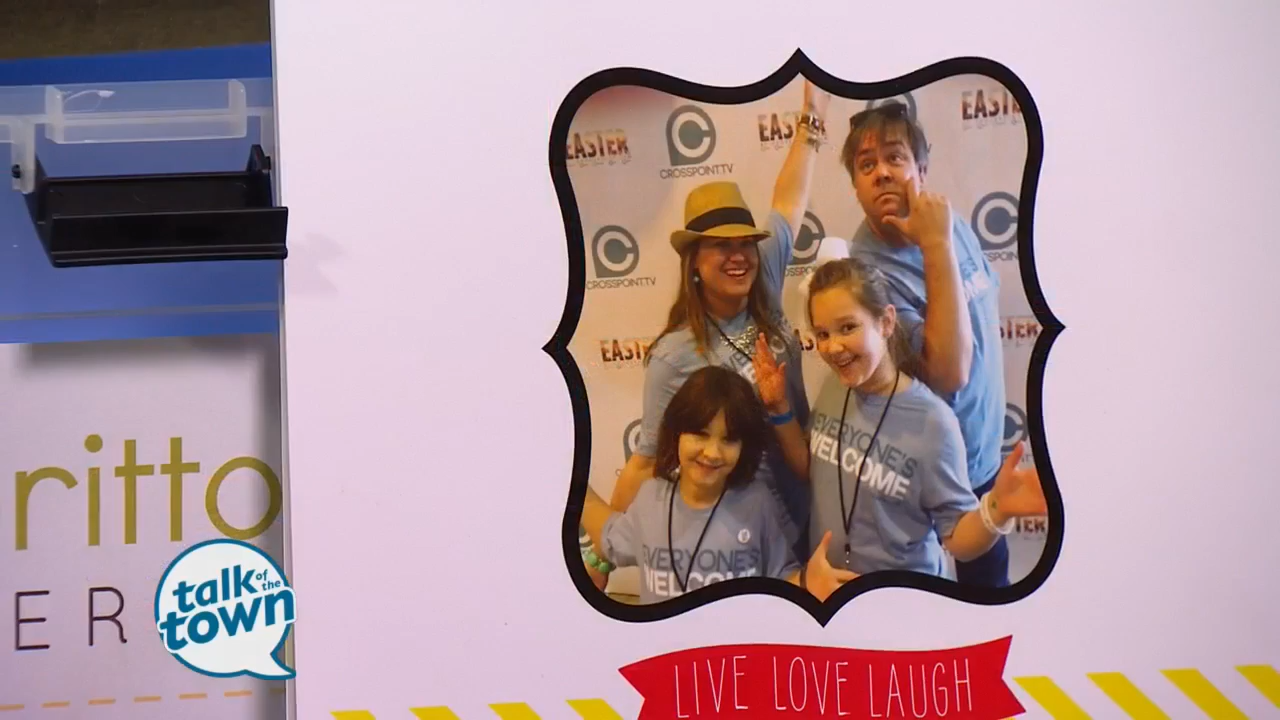 EASTER
CROSSPOINT.TV
EASTER
EASTER
CROSSPOINT.TV
EVERYONE'S
WELCOME
EVERYONE'S
WELCOME
ritto
ER
talk of the town
LIVE LOVE LAUGH